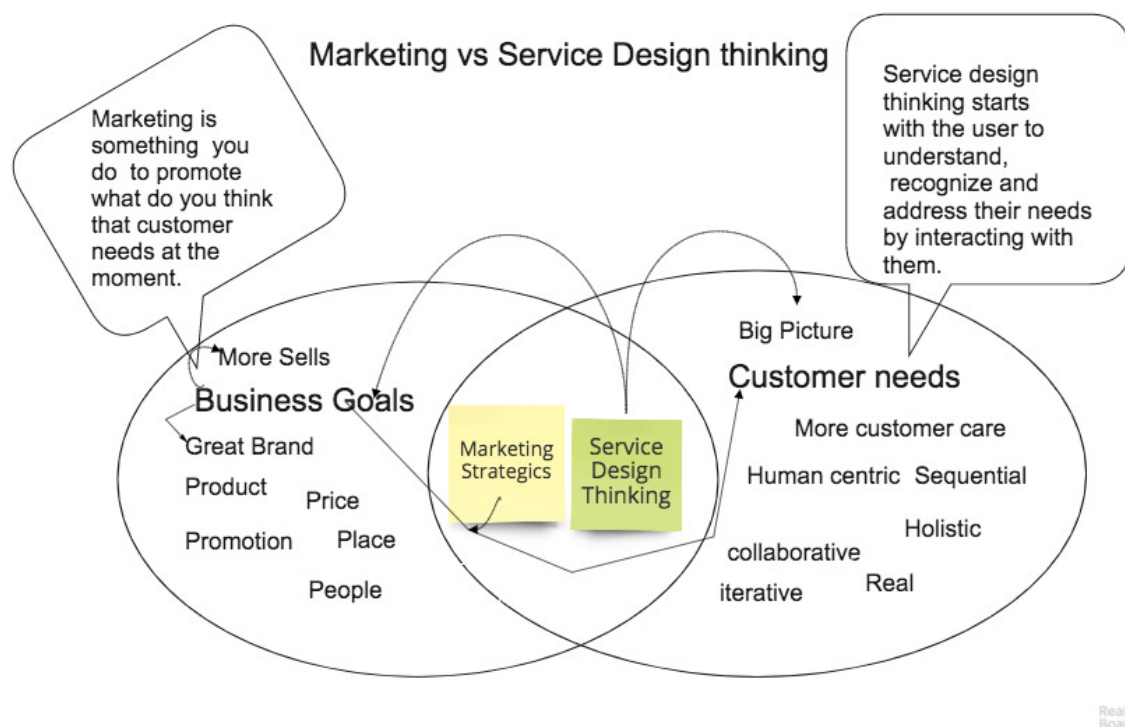 Marketing vs Service Design thinking
Marketing is
something you
do to promote
what do you think
that customer
needs at the
moment.
Service design
thinking starts
with the user to
understand,
recognize and
address their needs
by interacting with
them.
More Sells
Business Goals
Great Brand
Product
Price
Promotion
Place
People
Marketing
Strategics
Service
Design
Thinking
Big Picture
Customer needs
More customer care
Human centric
Sequential
Holistic
collaborative
iterative
Real
Real
Boa